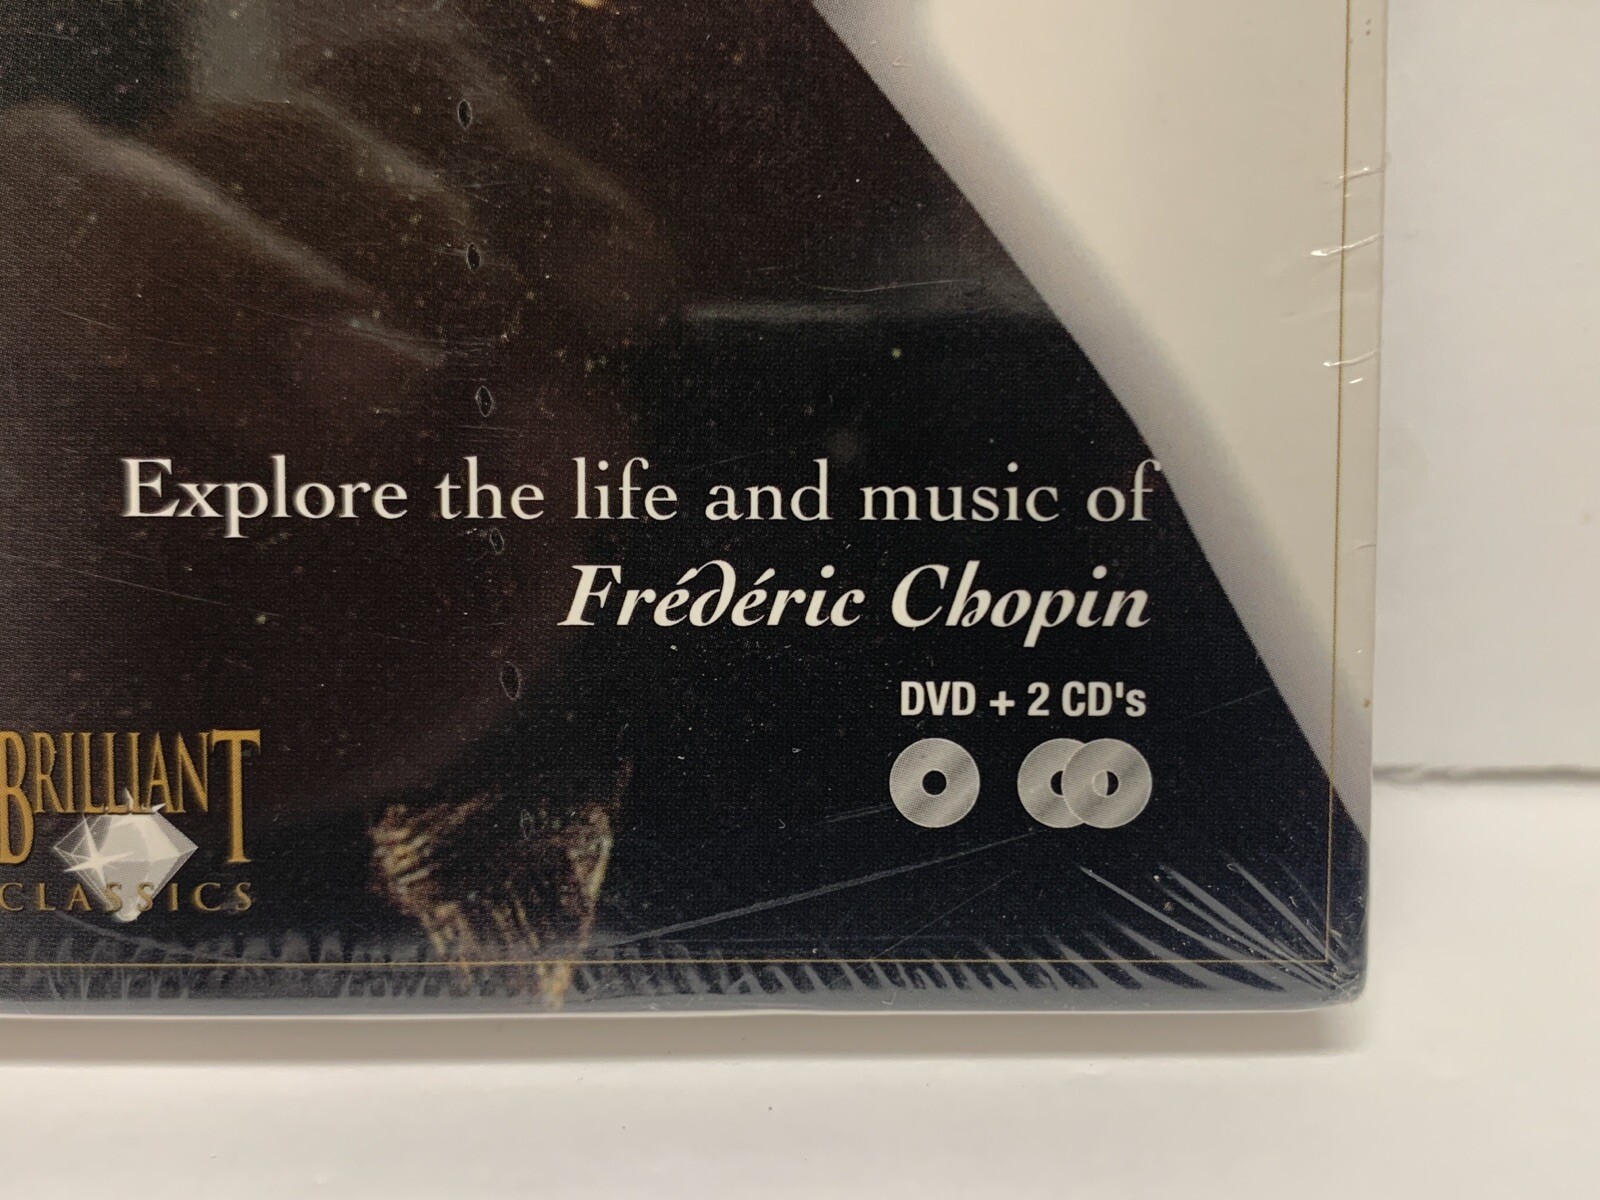 Explore the life and music of
Frédéric Chopin
DVD + 2 CD's
BRILLIANT
CLASSICS